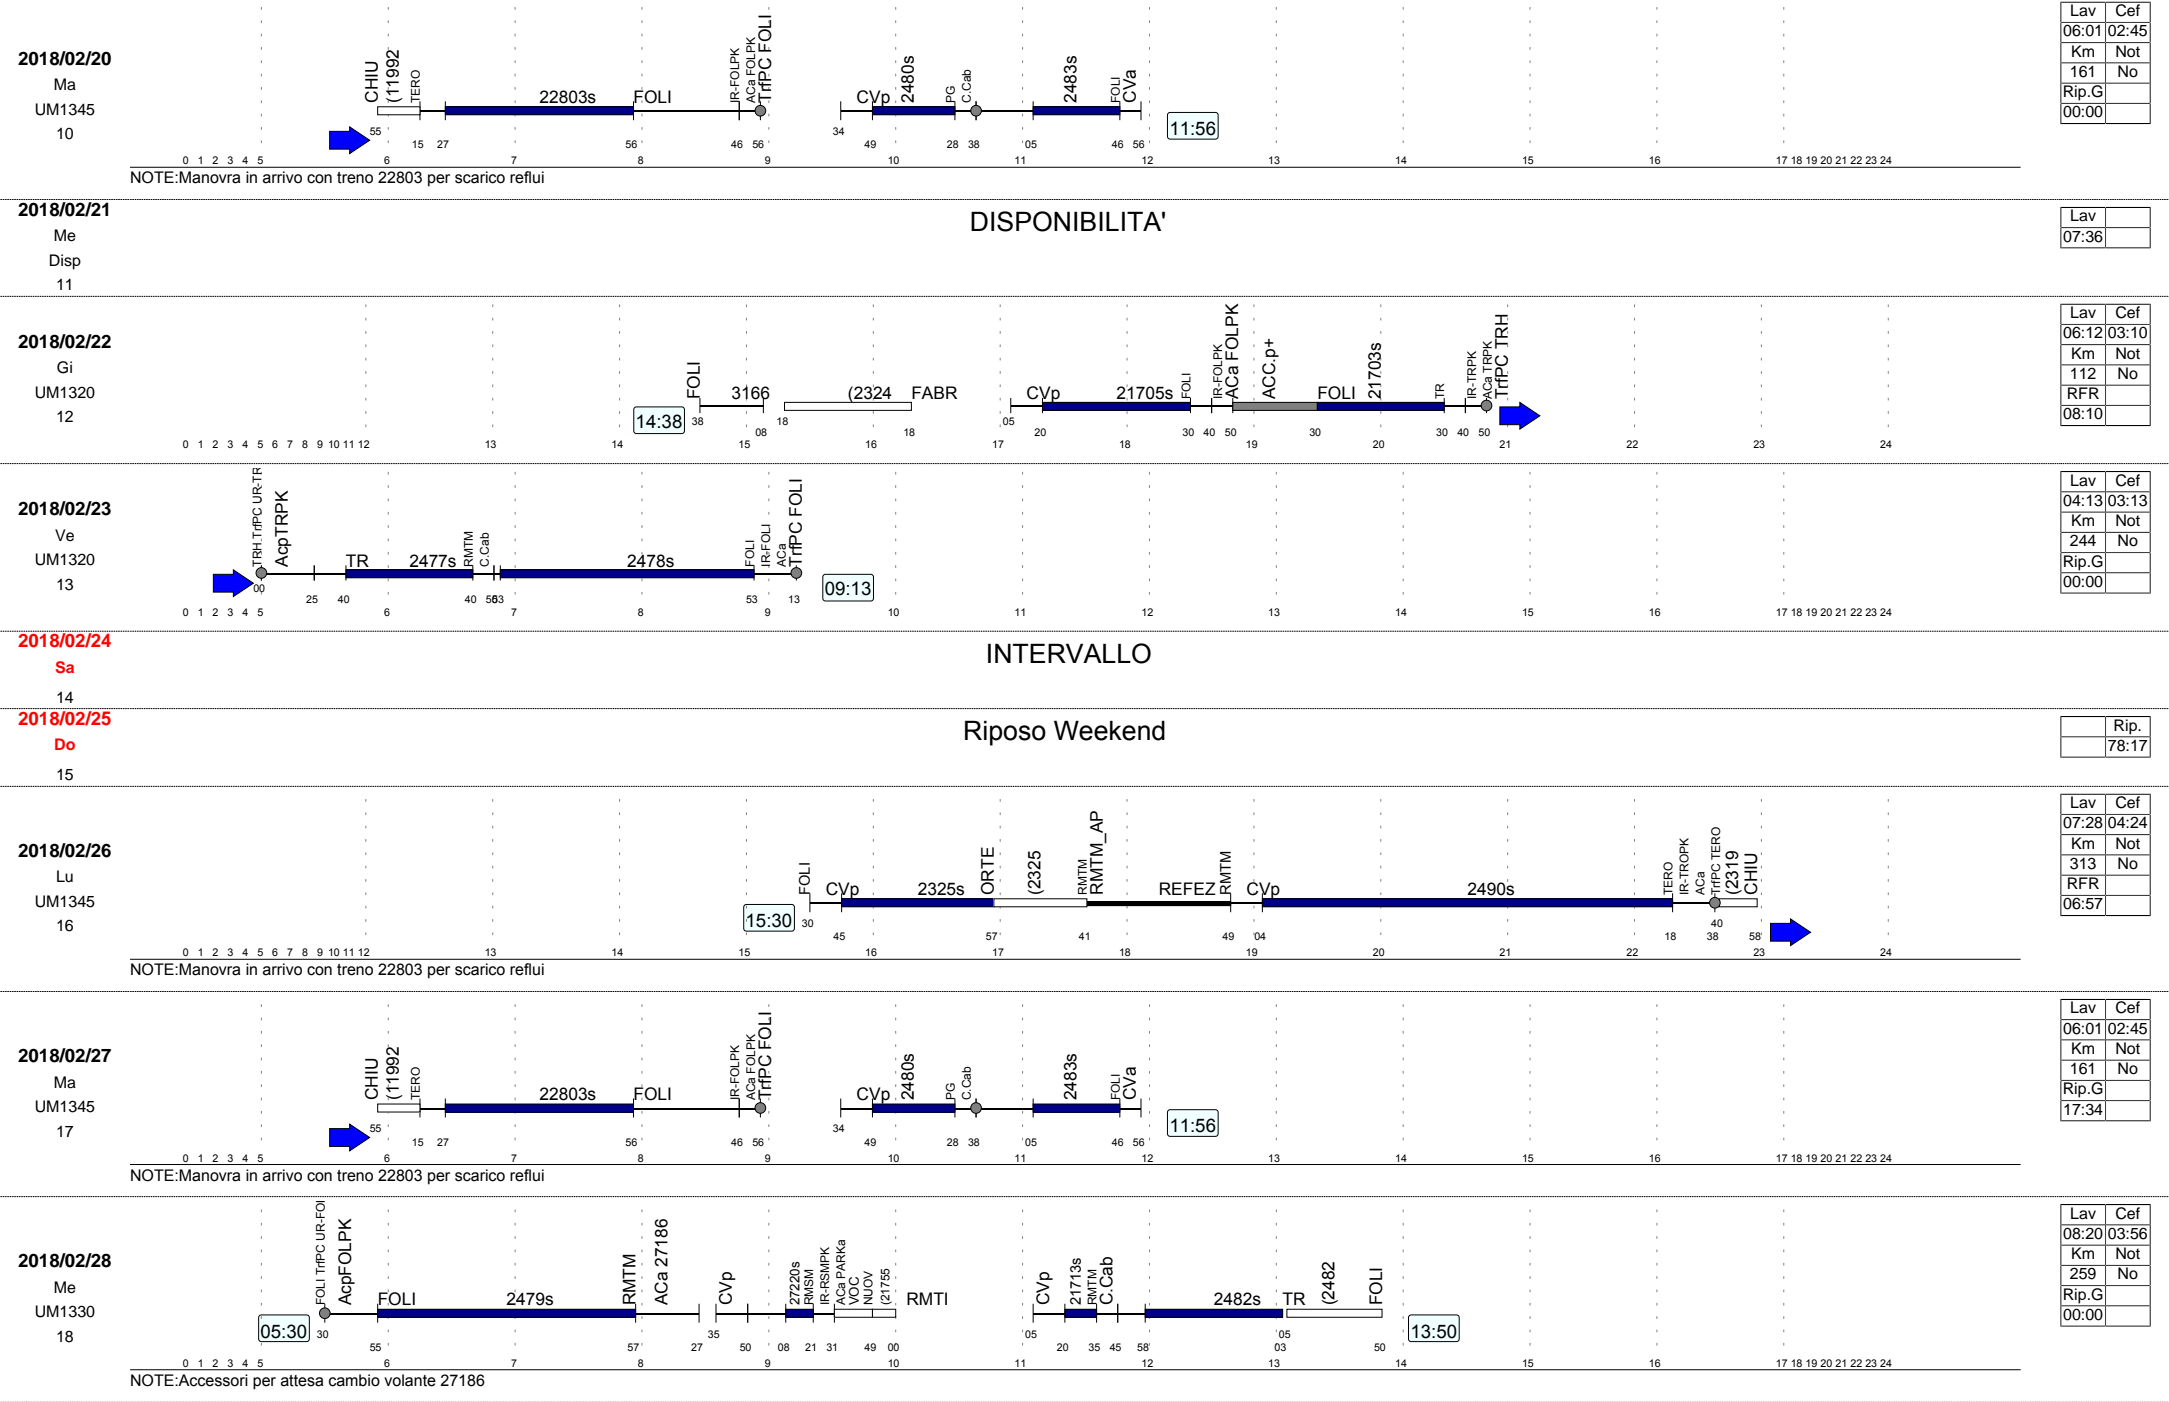 2018/02/20
Ma
UM1345
10
CHIU
(11992
TERO
22803s
FOLI
IR-FOLPK
ACa FOLPK
TrfPC FOLI
CVp
2480s
PG
C.Cab
2483s
FOLI
CVa
11:56
55
15 27
56
46 56
34
49
28 38
05
46 56
0 1 2 3 4 5 6 7 8 9 10 11 12 13 14 15 16 17 18 19 20 21 22 23 24
NOTE:Manovra in arrivo con treno 22803 per scarico reflui
Lav Cef
06:01 02:45
Km Not
161 No
Rip.G
00:00
2018/02/21
Me
Disp
11
DISPONIBILITA'
Lav
07:36
2018/02/22
Gi
UM1320
12
14:38
FOLI
3166
(2324
FABR
CVp
21705s
FOLI
IR-FOLPK
ACa FOLPK
ACC.p+
FOLI
21703s
TR
IR-TRPK
ACa TRPK
TrfPC TRH
38
08
18
18
05
20
30 40 50
30
30 40 50
0 1 2 3 4 5 6 7 8 9 10 11 12 13 14 15 16 17 18 19 20 21 22 23 24
Lav Cef
06:12 03:10
Km Not
112 No
RFR
08:10
2018/02/23
Ve
UM1320
13
TRH TrfPC UR-TR
AcpTRPK
TR
2477s
RMTM
C.Cab
2478s
FOLI
IR-FOLI
ACa
TrfPC FOLI
09:13
00
25 40
40 50 53
53 13
0 1 2 3 4 5 6 7 8 9 10 11 12 13 14 15 16 17 18 19 20 21 22 23 24
Lav Cef
04:13 03:13
Km Not
244 No
Rip.G
00:00
2018/02/24
Sa
14
INTERVALLO
2018/02/25
Do
15
Riposo Weekend
Rip.
78:17
2018/02/26
Lu
UM1345
16
15:30
FOLI
CVp
2325s
ORTE
(2325
RMTM
RMTM_AP
REFEZ
RMTM
CVp
2490s
TERO
IR-TROPK
ACa
TrfPC TERO
(2319
CHIU
30
45
57
41
49 04
18 38 40 58
0 1 2 3 4 5 6 7 8 9 10 11 12 13 14 15 16 17 18 19 20 21 22 23 24
NOTE:Manovra in arrivo con treno 22803 per scarico reflui
Lav Cef
07:28 04:24
Km Not
313 No
RFR
06:57
2018/02/27
Ma
UM1345
17
CHIU
(11992
TERO
22803s
FOLI
IR-FOLPK
ACa FOLPK
TrfPC FOLI
CVp
2480s
PG
C.Cab
2483s
FOLI
CVa
11:56
55
15 27
56
46 56
34
49
28 38
05
46 56
0 1 2 3 4 5 6 7 8 9 10 11 12 13 14 15 16 17 18 19 20 21 22 23 24
NOTE:Manovra in arrivo con treno 22803 per scarico reflui
Lav Cef
06:01 02:45
Km Not
161 No
Rip.G
17:34
2018/02/28
Me
UM1330
18
05:30
FOLI TrfPC UR-FOI
AcpFOLPK
FOLI
2479s
RMTM
ACa 27186
CVp
27220s
RMSM
IR-RSMPK
ACa PARKa
VOC
NUOV
(21755
RMTI
CVp
21713s
RMTM
C.Cab
2482s
TR
(2482
FOLI
13:50
30
55
57 27
35
50 08 21 31 49 00
05
20 35 45 58
03
05
50
0 1 2 3 4 5 6 7 8 9 10 11 12 13 14 15 16 17 18 19 20 21 22 23 24
NOTE:Accessori per attesa cambio volante 27186
Lav Cef
08:20 03:56
Km Not
259 No
Rip.G
00:00